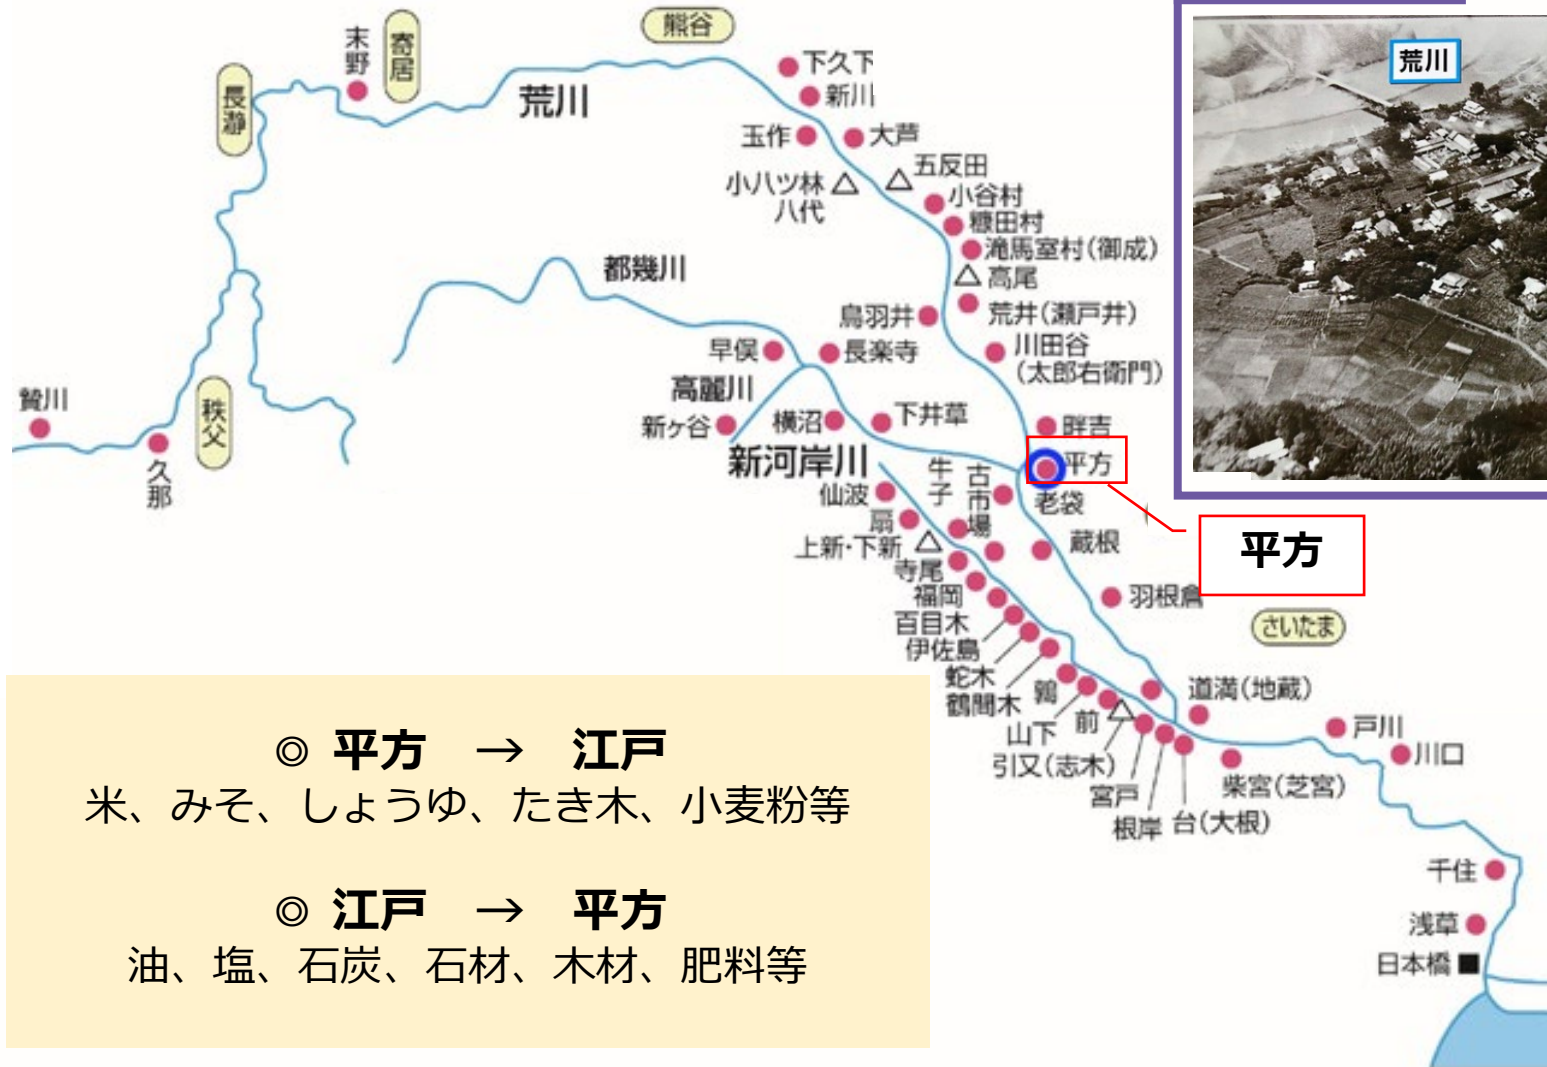 熊谷
寄居
末野
長瀞
荒川
荒川
下久下
新川
玉作
大芦
小八ツ林
八代
五反田
小谷村
糠田村
滝馬室村(御成)
高尾
都幾川
鳥羽井
荒井(瀬戸井)
早俣
長楽寺
川田谷
(太郎右衛門)
高麗川
贄川
秩父
久那
新ヶ谷
横沼
下井草
畔吉
平方
新河岸川
牛子
古市場
老袋
仙波
扇
上新・下新
蔵根
平方
寺尾
福岡
羽根倉
百目木
さいたま
伊佐島
蛇木
鶴間木
鶉
山下
前
道満(地蔵)
引又(志木)
宮戸
根岸
台(大根)
柴宮(芝宮)
戸川
川口
千住
浅草
日本橋
◎ 平方 → 江戸
米、みそ、しょうゆ、たき木、小麦粉等
◎ 江戸 → 平方
油、塩、石炭、石材、木材、肥料等